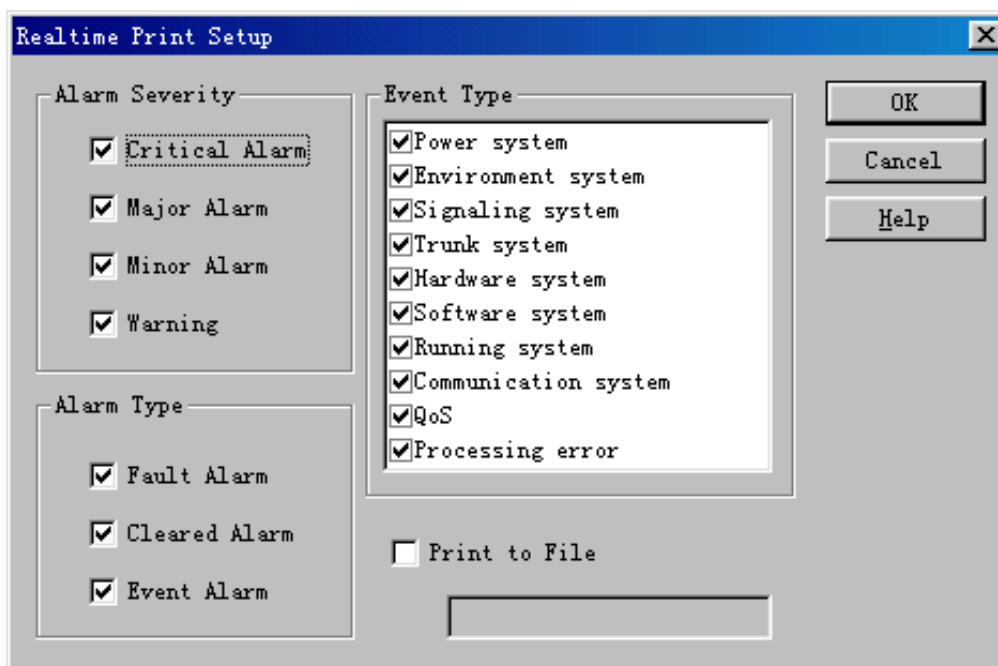 Realtime Print Setup
Alarm Severity
Critical Alarm
Major Alarm
Minor Alarm
Warning
Alarm Type
Fault Alarm
Cleared Alarm
Event Alarm
Event Type
Power system
Environment system
Signaling system
Trunk system
Hardware system
Software system
Running system
Communication system
QoS
Processing error
Print to File
OK
Cancel
Help